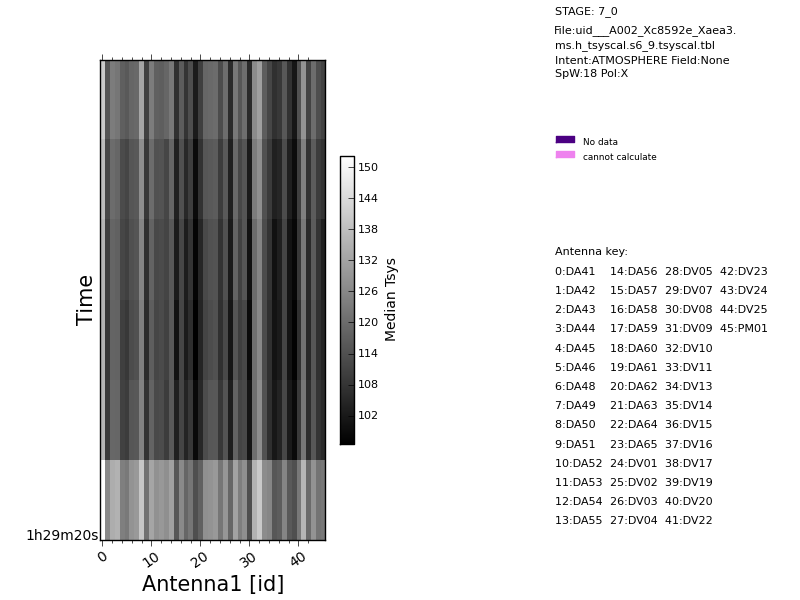 STAGE: 7_0
File:uid___A002_Xc8592e_Xaea3.
ms.h_tsyscal.s6_9.tsyscal.tbl
Intent:ATMOSPHERE Field:None
SpW:18 Pol:X
No data
cannot calculate
Time
1h29m20s
0 10 20 30 40
Antenna1 [id]
150
144
138
132
126
120
114
108
102
Median Tsys
Antenna key:
0:DA41 14:DA56 28:DV05 42:DV23
1:DA42 15:DA57 29:DV07 43:DV24
2:DA43 16:DA58 30:DV08 44:DV25
3:DA44 17:DA59 31:DV09 45:PM01
4:DA45 18:DA60 32:DV10
5:DA46 19:DA61 33:DV11
6:DA48 20:DA62 34:DV13
7:DA49 21:DA63 35:DV14
8:DA50 22:DA64 36:DV15
9:DA51 23:DA65 37:DV16
10:DA52 24:DV01 38:DV17
11:DA53 25:DV02 39:DV19
12:DA54 26:DV03 40:DV20
13:DA55 27:DV04 41:DV22